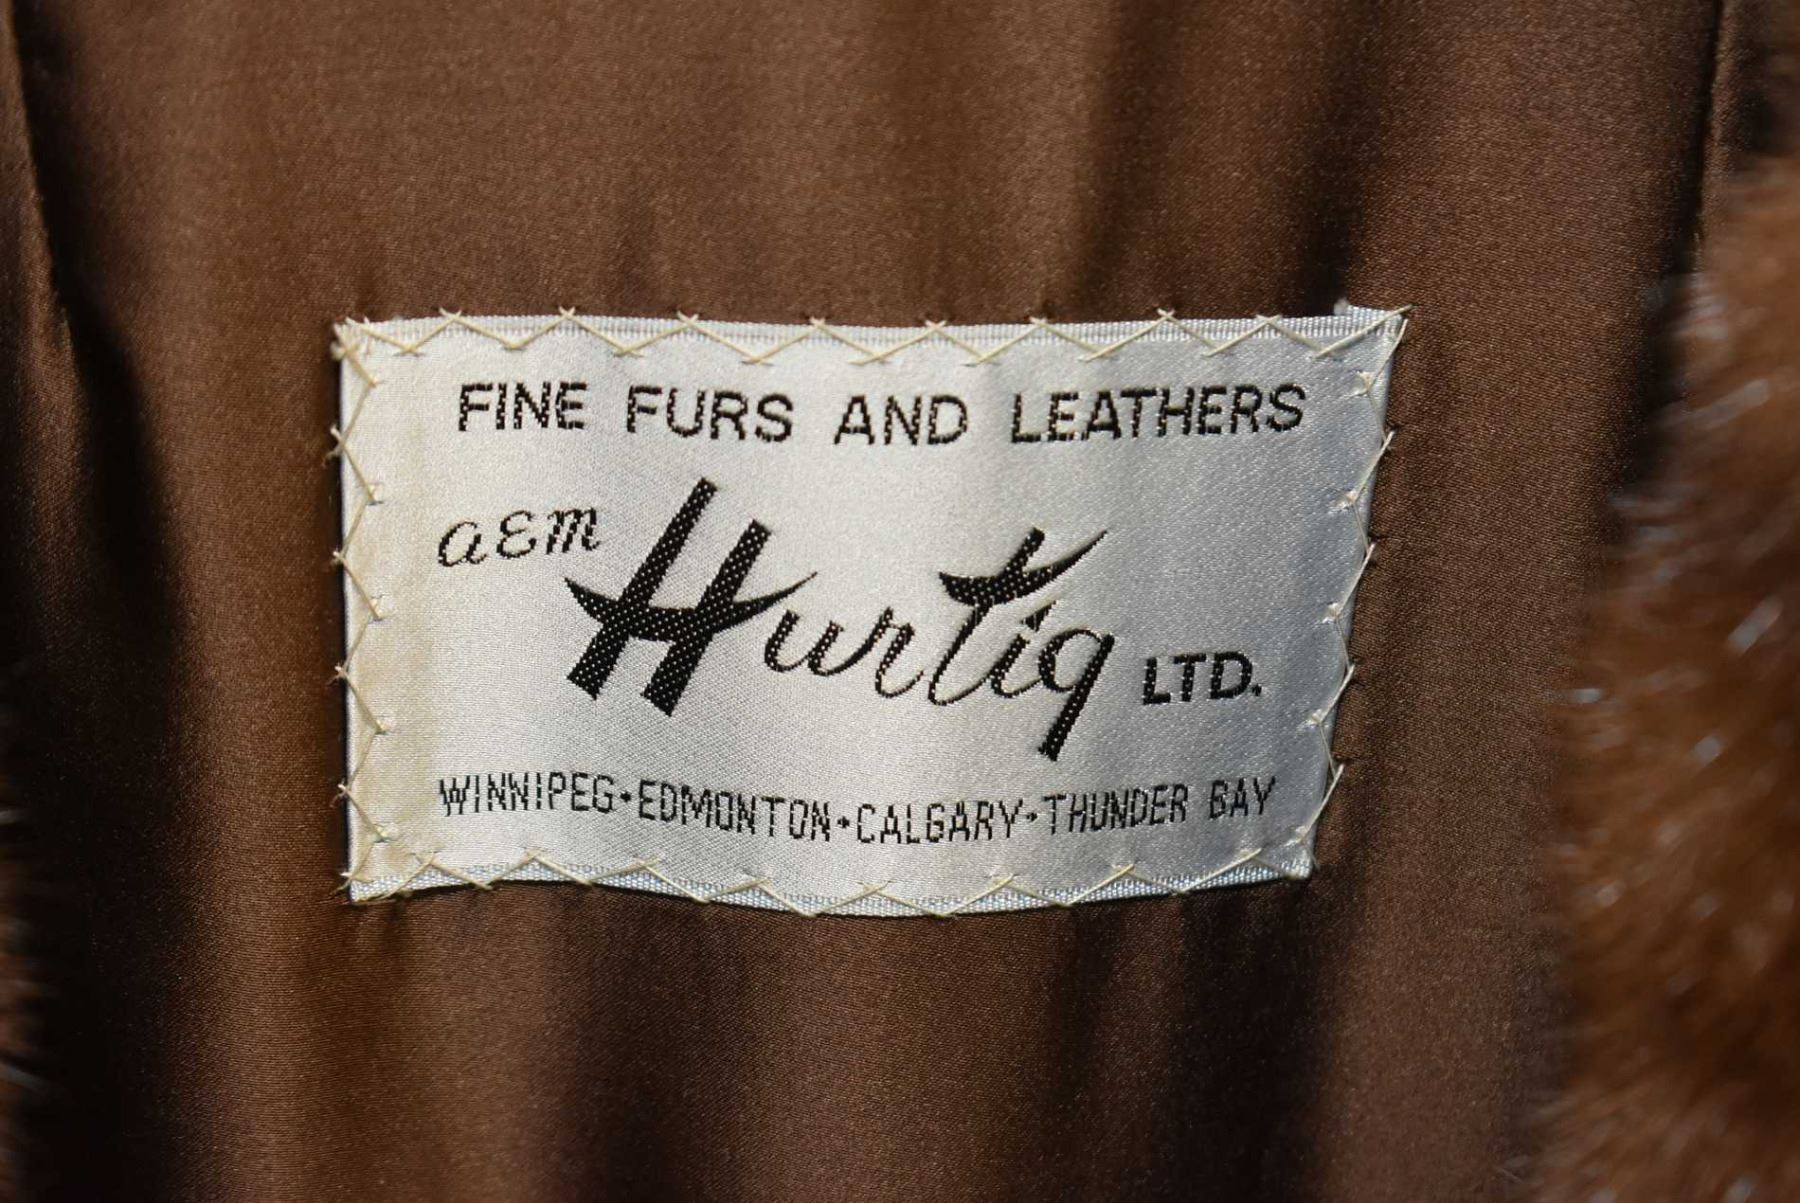 FINE FURS AND LEATHERS
a&m Hurtig LTD.
WINNIPEG•EDMONTON•CALGARY•THUNDER BAY